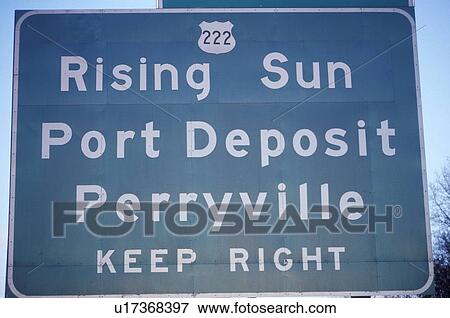 222
Rising Sun
Port Deposit
Perryville
FOTOSEARCH®
KEEP RIGHT
u17368397 www.fotosearch.com